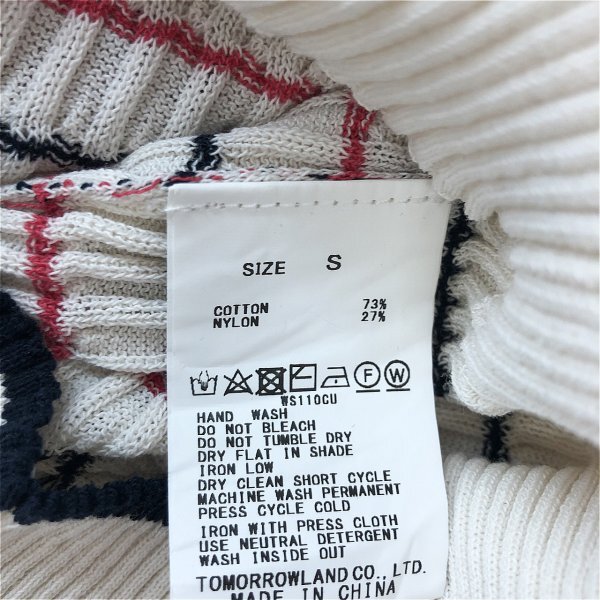 SIZE S
COTTON 73%
NYLON 27%
F W
WS110CU
HAND WASH
DO NOT BLEACH
DO NOT TUMBLE DRY
DRY FLAT IN SHADE
IRON LOW
DRY CLEAN SHORT CYCLE
MACHINE WASH PERMANENT
PRESS CYCLE COLD
IRON WITH PRESS CLOTH
USE NEUTRAL DETERGENT
WASH INSIDE OUT
TOMORROWLAND CO., LTD.
MADE IN CHINA